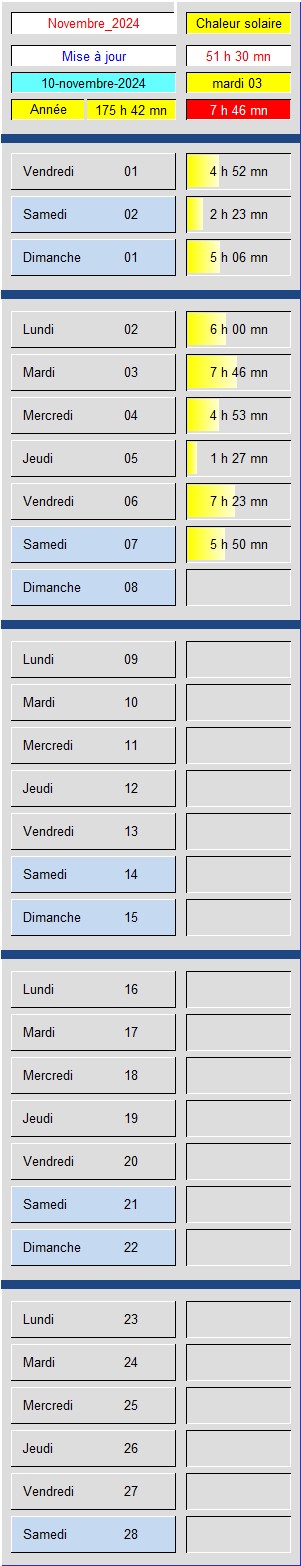 Novembre_2024 Chaleur solaire
Mise à jour 51 h 30 mn
10-novembre-2024 mardi 03
Année 175 h 42 mn 7 h 46 mn
Vendredi 01 4 h 52 mn
Samedi 02 2 h 23 mn
Dimanche 01 5 h 06 mn
Lundi 02 6 h 00 mn
Mardi 03 7 h 46 mn
Mercredi 04 4 h 53 mn
Jeudi 05 1 h 27 mn
Vendredi 06 7 h 23 mn
Samedi 07 5 h 50 mn
Dimanche 08
Lundi 09
Mardi 10
Mercredi 11
Jeudi 12
Vendredi 13
Samedi 14
Dimanche 15
Lundi 16
Mardi 17
Mercredi 18
Jeudi 19
Vendredi 20
Samedi 21
Dimanche 22
Lundi 23
Mardi 24
Mercredi 25
Jeudi 26
Vendredi 27
Samedi 28